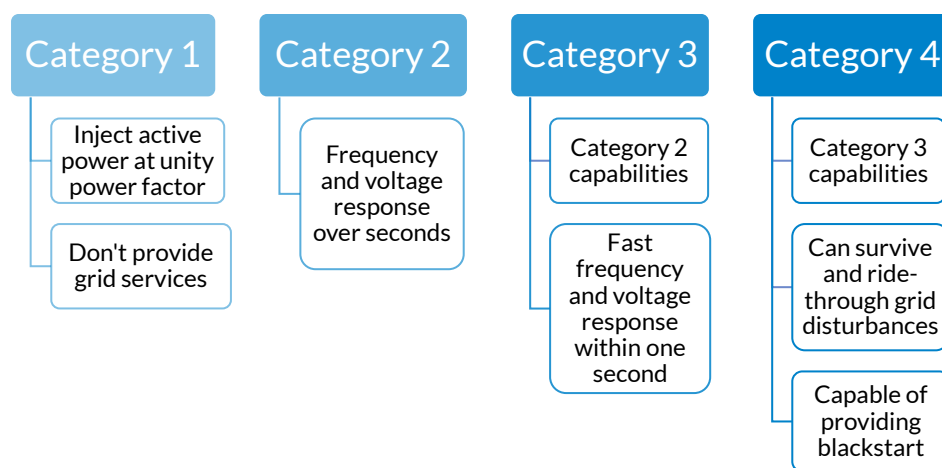 Category 1
Inject active
power at unity
power factor
Don't provide
grid services
Category 2
Frequency
and voltage
response
over seconds
Category 3
Category 2
capabilities
Fast
frequency
and voltage
response
within one
second
Category 4
Category 3
capabilities
Can survive
and ride-
through grid
disturbances
Capable of
providing
blackstart